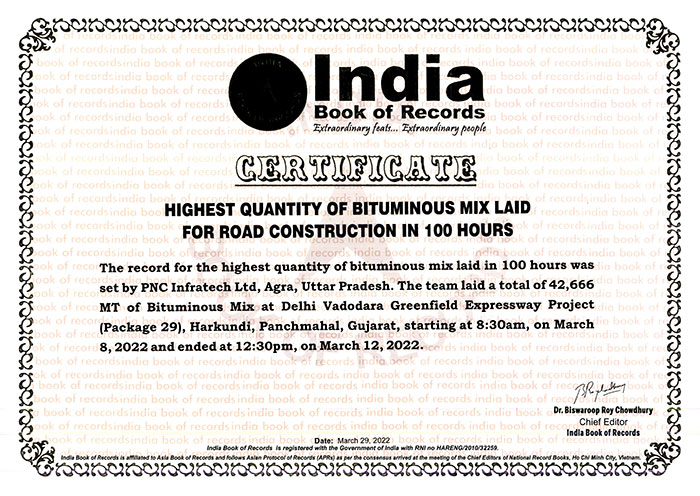 India
Book of Records
Extraordinary feats... Extraordinary people
CERTIFICATE
HIGHEST QUANTITY OF BITUMINOUS MIX LAID
FOR ROAD CONSTRUCTION IN 100 HOURS
The record for the highest quantity of bituminous mix laid in 100 hours was
set by PNC Infratech Ltd, Agra, Uttar Pradesh. The team laid a total of 42,666
MT of Bituminous Mix at Delhi Vadodara Greenfield Expressway Project
(Package 29), Harkundi, Panchmahal, Gujarat, starting at 8:30am, on March
8, 2022 and ended at 12:30pm, on March 12, 2022.
Dr. Biswaroop Roy Chowdhury
Chief Editor
India Book of Records
Date: March 29, 2022
India Book of Records is registered with the Government of India with RNI no HARENG/2010/32259.
India Book of Records is affiliated to Asia Book of Records and follows Asian Protocol of Records (APRs) as per the consensus arrived at the meeting of the Chief Editors of National Record Books, Ho Chi Minh City, Vietnam.